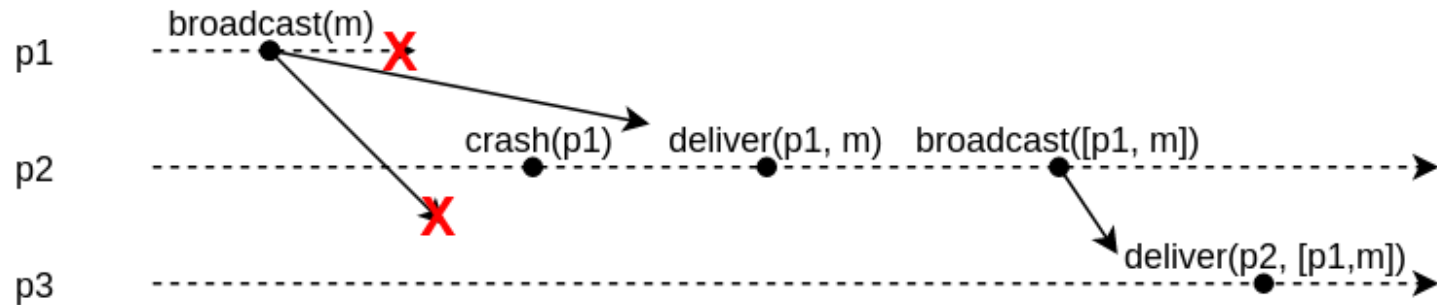 broadcast(m)
p1
X
crash(p1) deliver(p1, m) broadcast([p1, m])
p2
X
deliver(p2, [p1,m])
p3